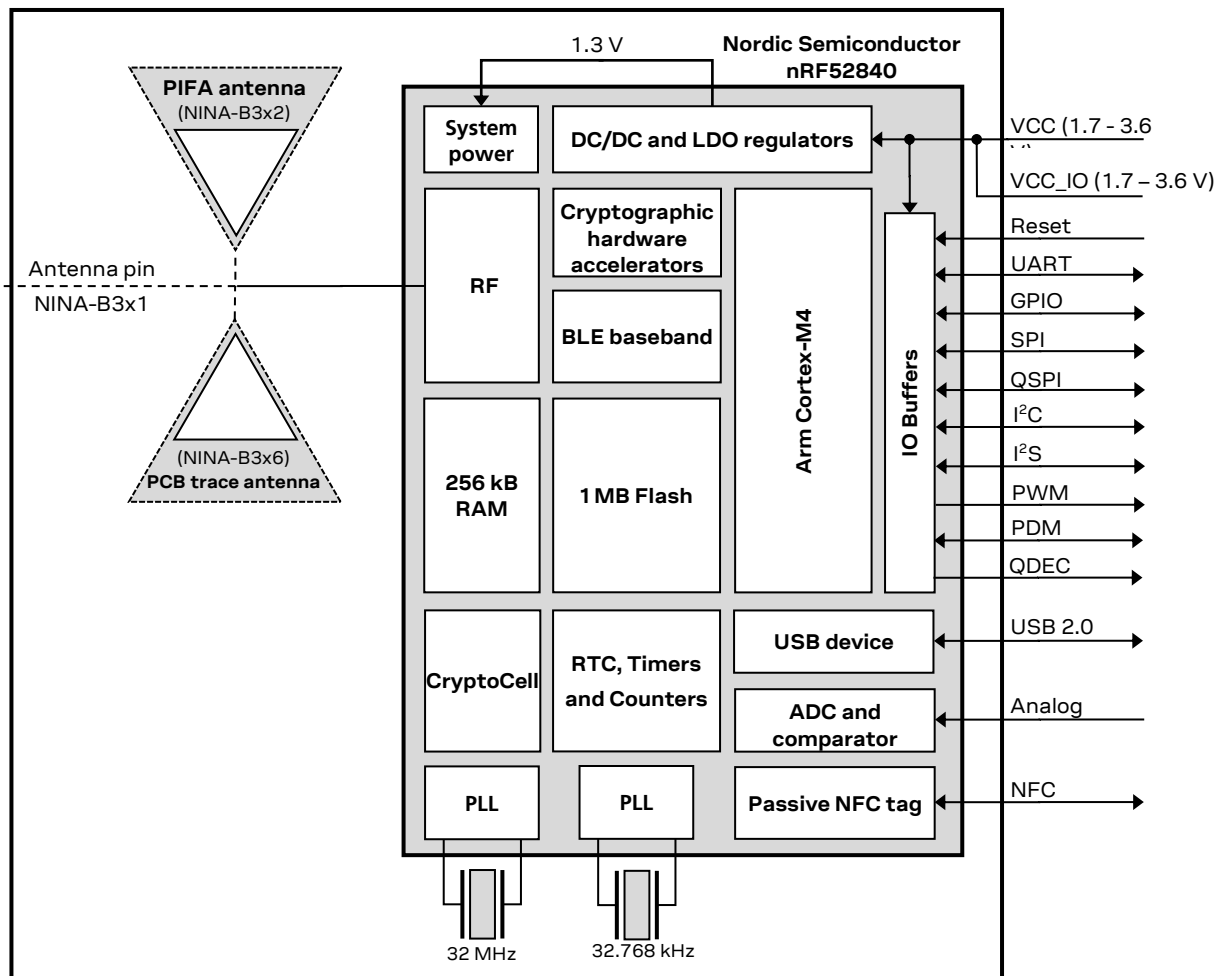 1.3 V
Nordic Semiconductor
nRF52840
PIFA antenna
(NINA-B3x2)
System
power
DC/DC and LDO regulators
VCC (1.7 - 3.6
VCC_IO (1.7 – 3.6 V)
Cryptographic
hardware
accelerators
Reset
Antenna pin
NINA-B3x1
RF
UART
GPIO
BLE baseband
Arm Cortex-M4
IO Buffers
SPI
QSPI
I²C
I²S
(NINA-B3x6)
PCB trace antenna
256 kB
RAM
1 MB Flash
PWM
PDM
QDEC
USB device
USB 2.0
CryptoCell
RTC, Timers
and Counters
ADC and
comparator
Analog
PLL
PLL
Passive NFC tag
NFC
32 MHz
32.768 kHz